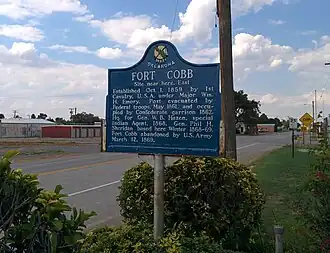 OKLAHOMA
FORT COBB
Site near here, East
Established Oct. 1, 1859 by 1st
Cavalry, U.S.A. under Major Wm.
H. Emory. Post evacuated by
Federal troops, May, 1861, and occu-
pied by Confederate garrison, 1862.
Hq. for Gen. W. B. Hazen, special
Indian Agent, 1868. Gen. Phil H.
Sheridan based here Winter 1868-69.
Fort Cobb abandoned by U.S. Army
March 12, 1869.